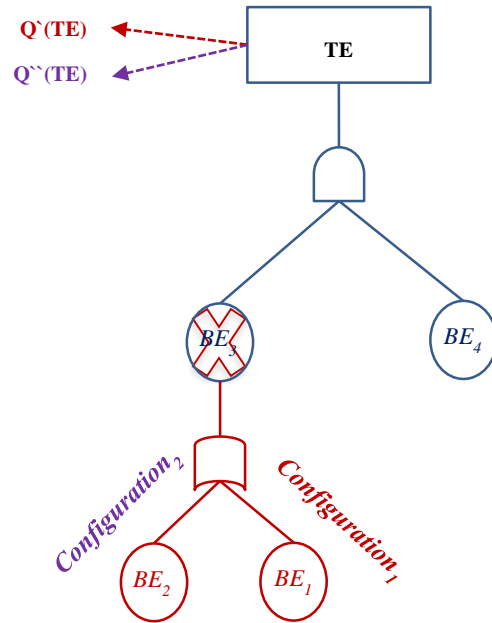 Q`(TE)
TE
Q``(TE)
BE3
BE4
Configuration2
Configuration1
BE2
BE1